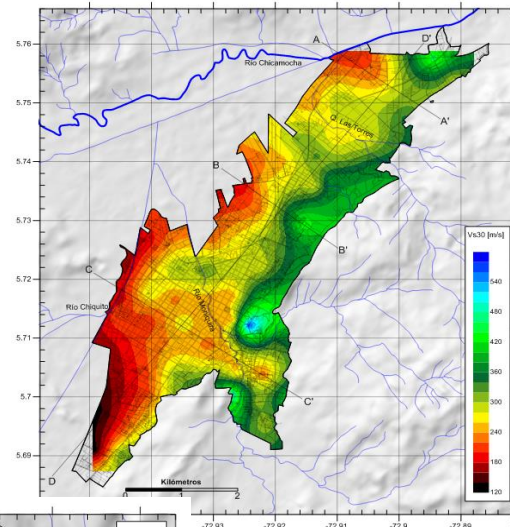 5.76
A
D'
Río Chicamocha
5.75
Q. Las Torres
A'
5.74
B
5.73
Vs30 [m/s]
B'
540
5.72
C
480
Río Chiquito
Río Moniquirá
420
5.71
360
C'
300
5.7
240
180
5.69
D
Kilómetros
120
0
1
2
-72.93
-72.92
-72.91
-72.9
-72.89